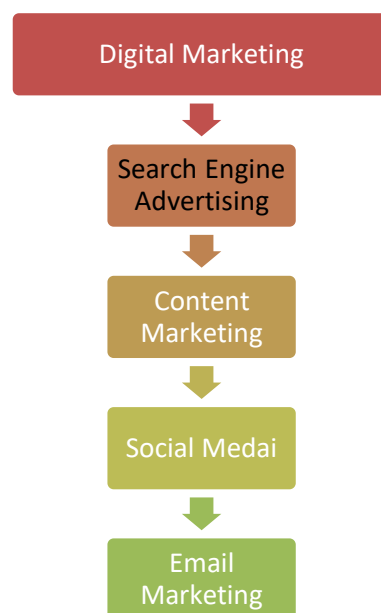 Digital Marketing
Search Engine
Advertising
Content
Marketing
Social Medai
Email
Marketing